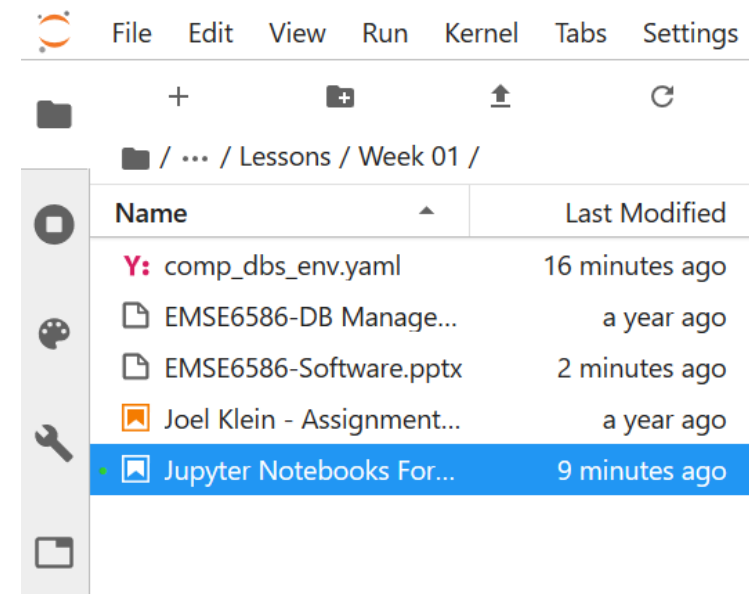 File Edit View Run Kernel Tabs Settings
/ ··· / Lessons / Week 01 /
Name Last Modified
Y: comp_dbs_env.yaml 16 minutes ago
EMSE6586-DB Manage... a year ago
EMSE6586-Software.pptx 2 minutes ago
Joel Klein - Assignment... a year ago
Jupyter Notebooks For... 9 minutes ago